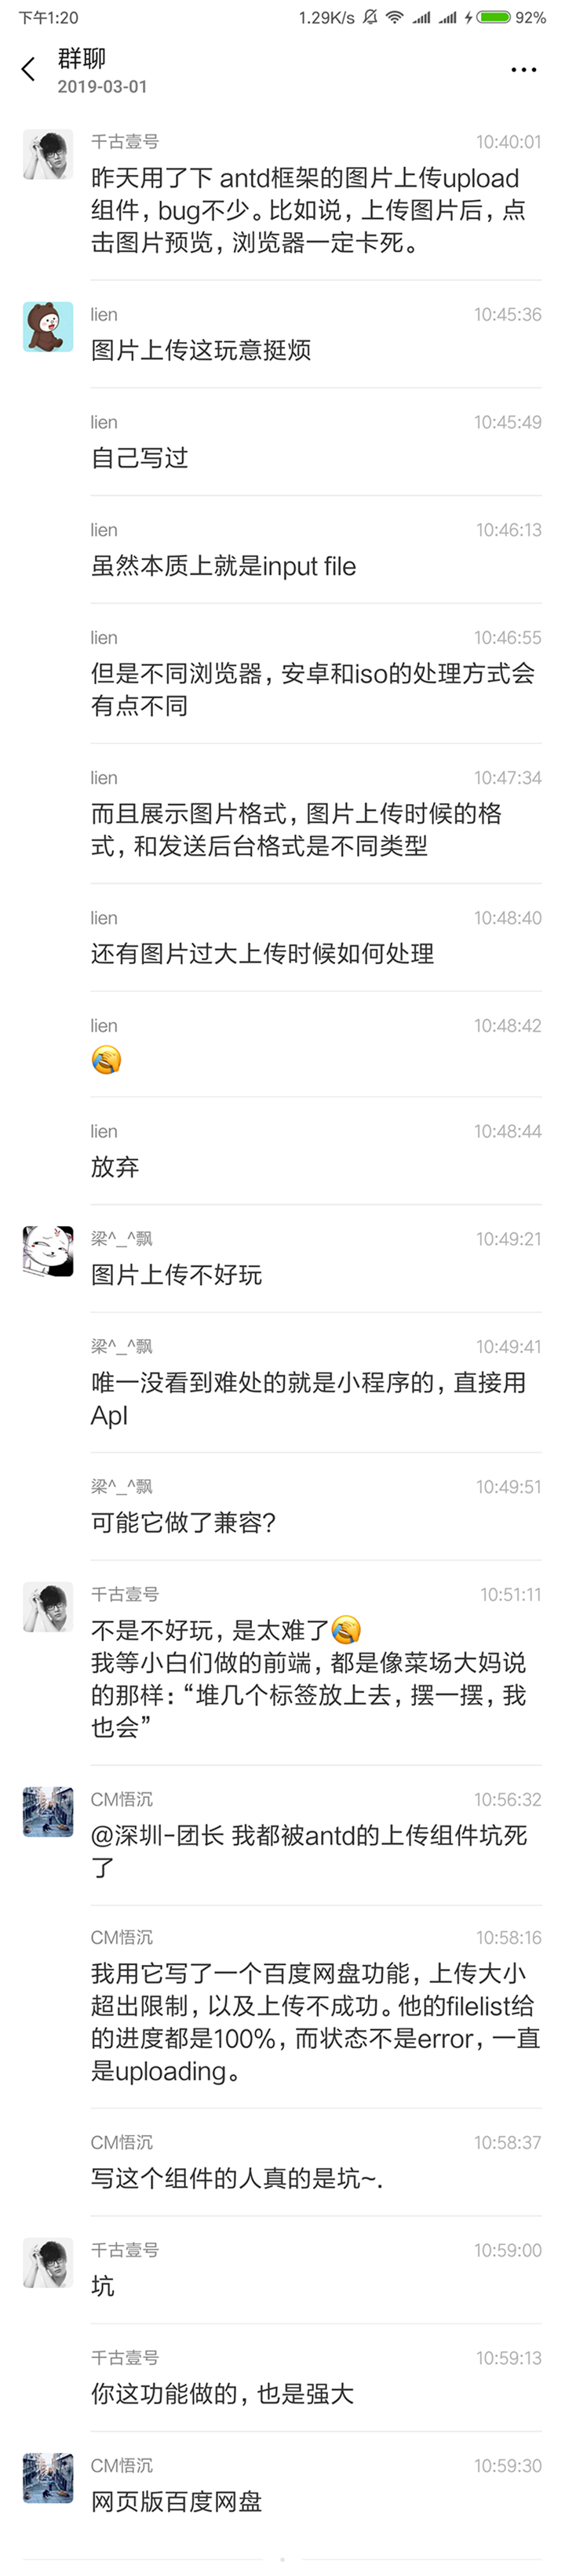 下午1:20
1.29K/s
92%
群聊
2019-03-01
千古壹号
10:40:01
昨天用了下 antd框架的图片上传upload
组件，bug不少。比如说，上传图片后，点
击图片预览，浏览器一定卡死。
lien
10:45:36
图片上传这玩意挺烦
lien
10:45:49
自己写过
lien
10:46:13
虽然本质上就是input file
lien
10:46:55
但是不同浏览器，安卓和iso的处理方式会
有点不同
lien
10:47:34
而且展示图片格式，图片上传时候的格
式，和发送后台格式是不同类型
lien
10:48:40
还有图片过大上传时候如何处理
lien
10:48:42
🤦
lien
10:48:44
放弃
梁^_^飘
10:49:21
图片上传不好玩
梁^_^飘
10:49:41
唯一没看到难处的就是小程序的，直接用
ApI
梁^_^飘
10:49:51
可能它做了兼容?
千古壹号
10:51:11
不是不好玩，是太难了🤦
我等小白们做的前端，都是像菜场大妈说
的那样：“堆几个标签放上去，摆一摆，我
也会”
CM悟沉
10:56:32
@深圳-团长 我都被antd的上传组件坑死
了
CM悟沉
10:58:16
我用它写了一个百度网盘功能，上传大小
超出限制，以及上传不成功。他的filelist给
的进度都是100%，而状态不是error，一直
是uploading。
CM悟沉
10:58:37
写这个组件的人真的是坑~.
千古壹号
10:59:00
坑
千古壹号
10:59:13
你这功能做的，也是强大
CM悟沉
10:59:30
网页版百度网盘